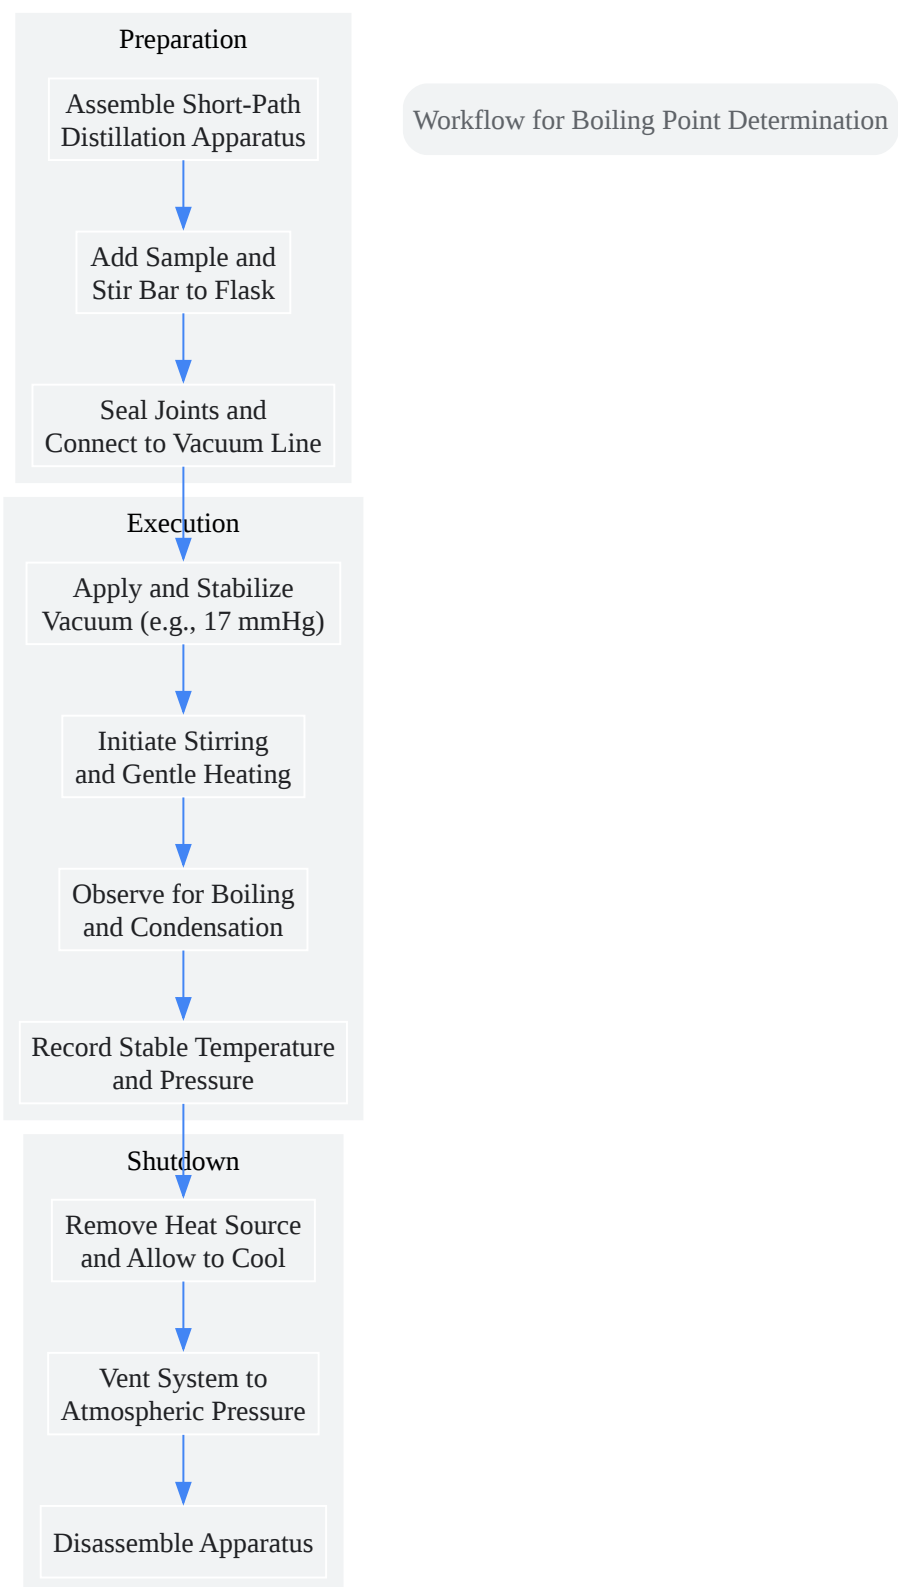 Preparation
Assemble Short-Path
Distillation Apparatus
Workflow for Boiling Point Determination
Add Sample and
Stir Bar to Flask
Seal Joints and
Connect to Vacuum Line
Execution
Apply and Stabilize
Vacuum (e.g., 17 mmHg)
Initiate Stirring
and Gentle Heating
Observe for Boiling
and Condensation
Record Stable Temperature
and Pressure
Shutdown
Remove Heat Source
and Allow to Cool
Vent System to
Atmospheric Pressure
Disassemble Apparatus